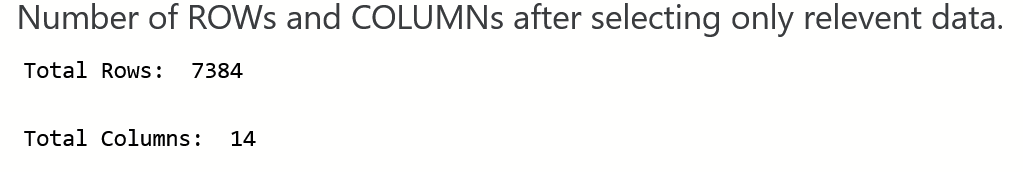 Number of ROWs and COLUMNs after selecting only relevent data.
Total Rows:  7384
Total Columns:  14